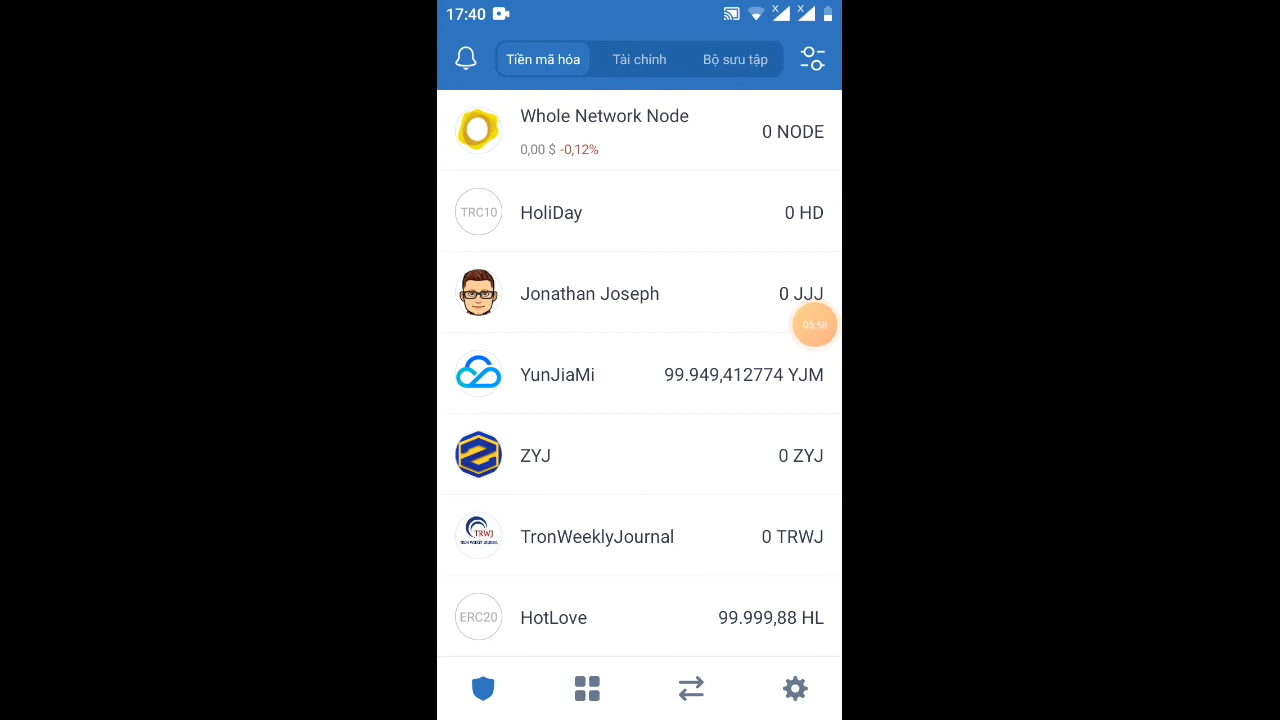 17:40
Tiền mã hóa Tài chính Bộ sưu tập
Whole Network Node
0,00 $ -0,12%
0 NODE
TRC10
HoliDay
0 HD
Jonathan Joseph
0 JJJ
05:58
YunJiaMi
99.949,412774 YJM
ZYJ
0 ZYJ
TRWJ
TronWeeklyJournal
0 TRWJ
ERC20
HotLove
99.999,88 HL